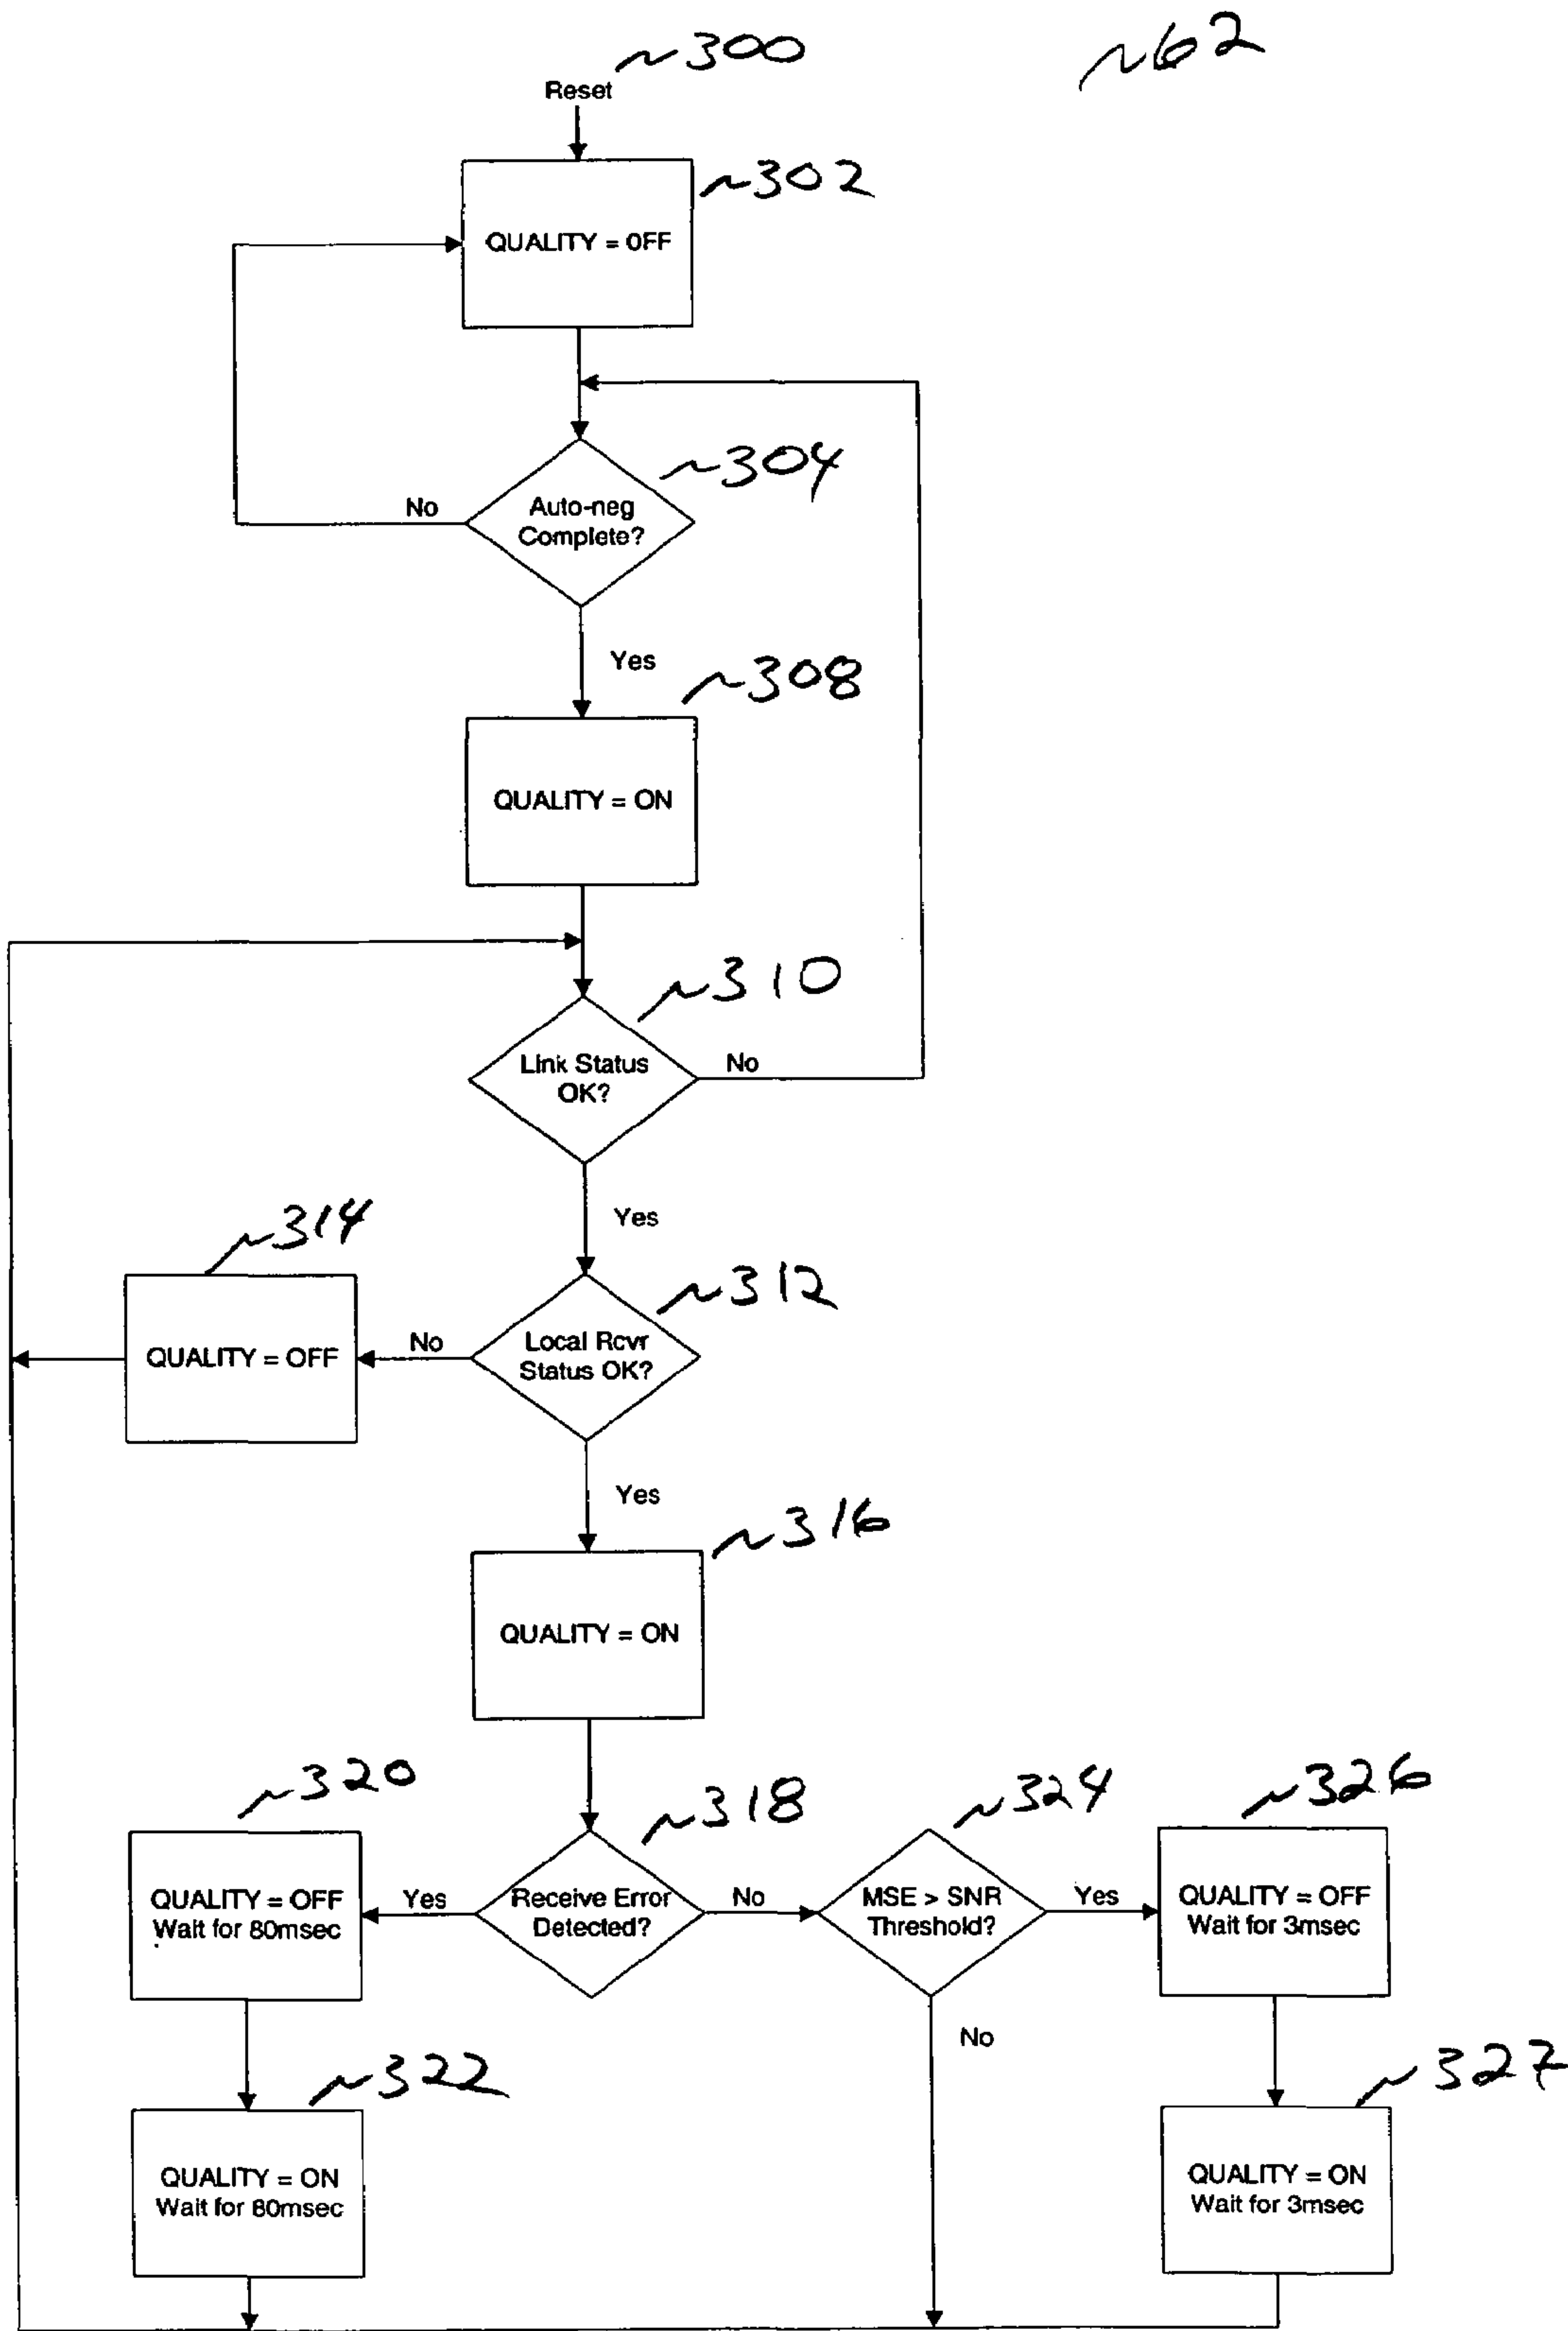 ~300
~62
Reset
~302
QUALITY = OFF
~304
No
Auto-neg
Complete?
Yes
~308
QUALITY = ON
~310
Link Status
OK?
No
Yes
~314
~312
QUALITY = OFF
No
Local Rcvr
Status OK?
Yes
~316
QUALITY = ON
~320
~318
~324
~326
QUALITY = OFF
Wait for 80msec
Yes
Receive Error
Detected?
No
MSE > SNR
Threshold?
Yes
QUALITY = OFF
Wait for 3msec
No
~322
~327
QUALITY = ON
Wait for 80msec
QUALITY = ON
Wait for 3msec